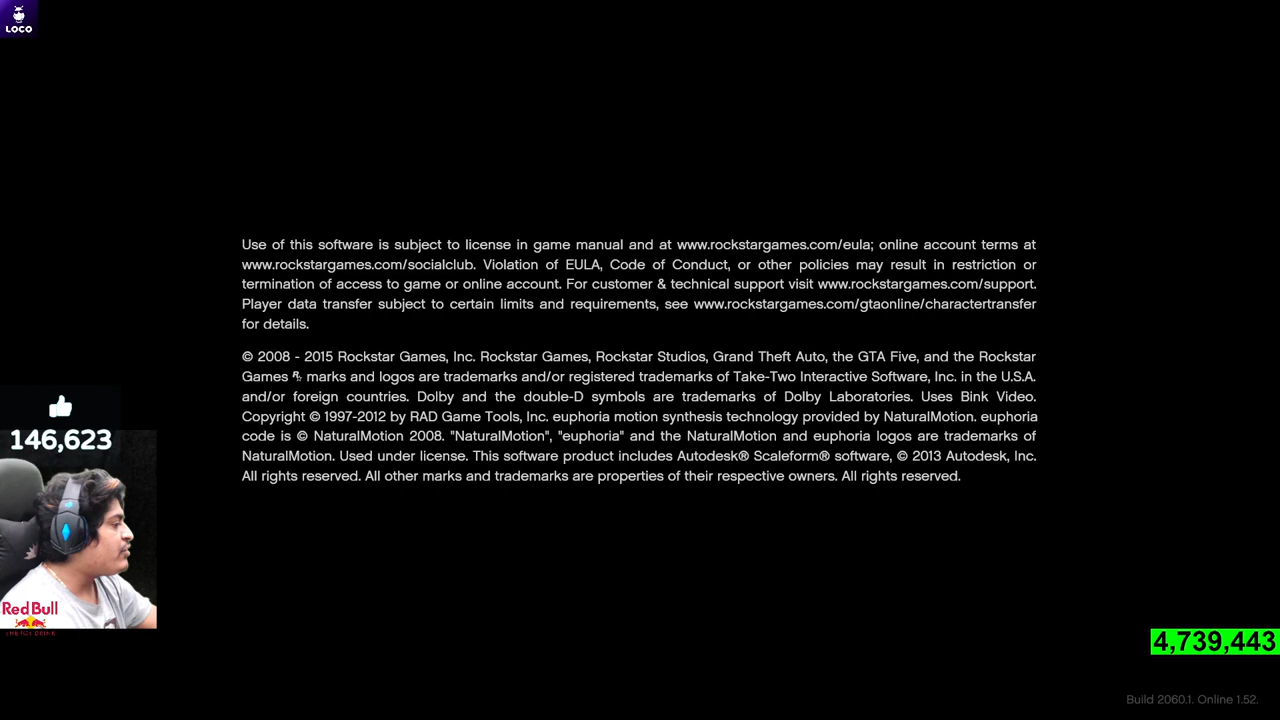 LOCO
Use of this software is subject to license in game manual and at www.rockstargames.com/eula; online account terms at
www.rockstargames.com/socialclub. Violation of EULA, Code of Conduct, or other policies may result in restriction or
termination of access to game or online account. For customer & technical support visit www.rockstargames.com/support.
Player data transfer subject to certain limits and requirements, see www.rockstargames.com/gtaonline/charactertransfer
for details.
© 2008 - 2015 Rockstar Games, Inc. Rockstar Games, Rockstar Studios, Grand Theft Auto, the GTA Five, and the Rockstar
Games R* marks and logos are trademarks and/or registered trademarks of Take-Two Interactive Software, Inc. in the U.S.A.
and/or foreign countries. Dolby and the double-D symbols are trademarks of Dolby Laboratories. Uses Bink Video.
Copyright © 1997-2012 by RAD Game Tools, Inc. euphoria motion synthesis technology provided by NaturalMotion. euphoria
code is © NaturalMotion 2008. "NaturalMotion", "euphoria" and the NaturalMotion and euphoria logos are trademarks of
NaturalMotion. Used under license. This software product includes Autodesk® Scaleform® software, © 2013 Autodesk, Inc.
All rights reserved. All other marks and trademarks are properties of their respective owners. All rights reserved.
146,623
Red Bull
ENERGY DRINK
4,739,443
Build 2060.1. Online 1.52.